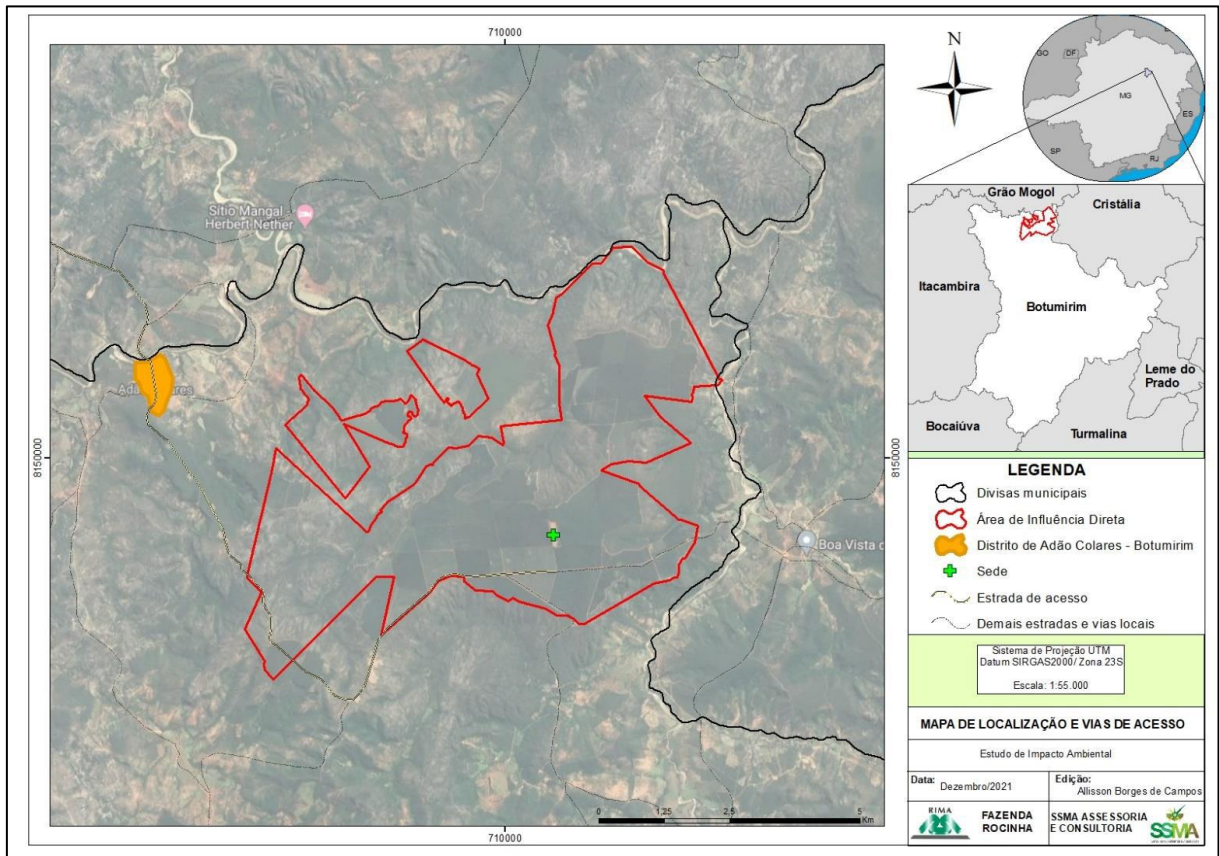 710000
N
GO
DF
MG
ES
SP
RJ
Sítio Mangal -
Herbert Nether
8150000
8150000
Boa Vista d
Grão Mogol
Cristália
Itacambira
Botumirim
Leme do
Prado
Bocaiúva
Turmalina
LEGENDA
Divisas municipais
Área de Influência Direta
Distrito de Adão Colares - Botumirim
Sede
Estrada de acesso
Demais estradas e vias locais
Sistema de Projeção UTM
Datum SIRGAS2000/ Zona 23S
Escala: 1:55.000
MAPA DE LOCALIZAÇÃO E VIAS DE ACESSO
Estudo de Impacto Ambiental
Data: Dezembro/2021
Edição:
Allisson Borges de Campos
RIMA
FAZENDA
ROCINHA
SSMA ASSESSORIA
E CONSULTORIA
SSMA
0 1,25 2,5 5
Km
710000